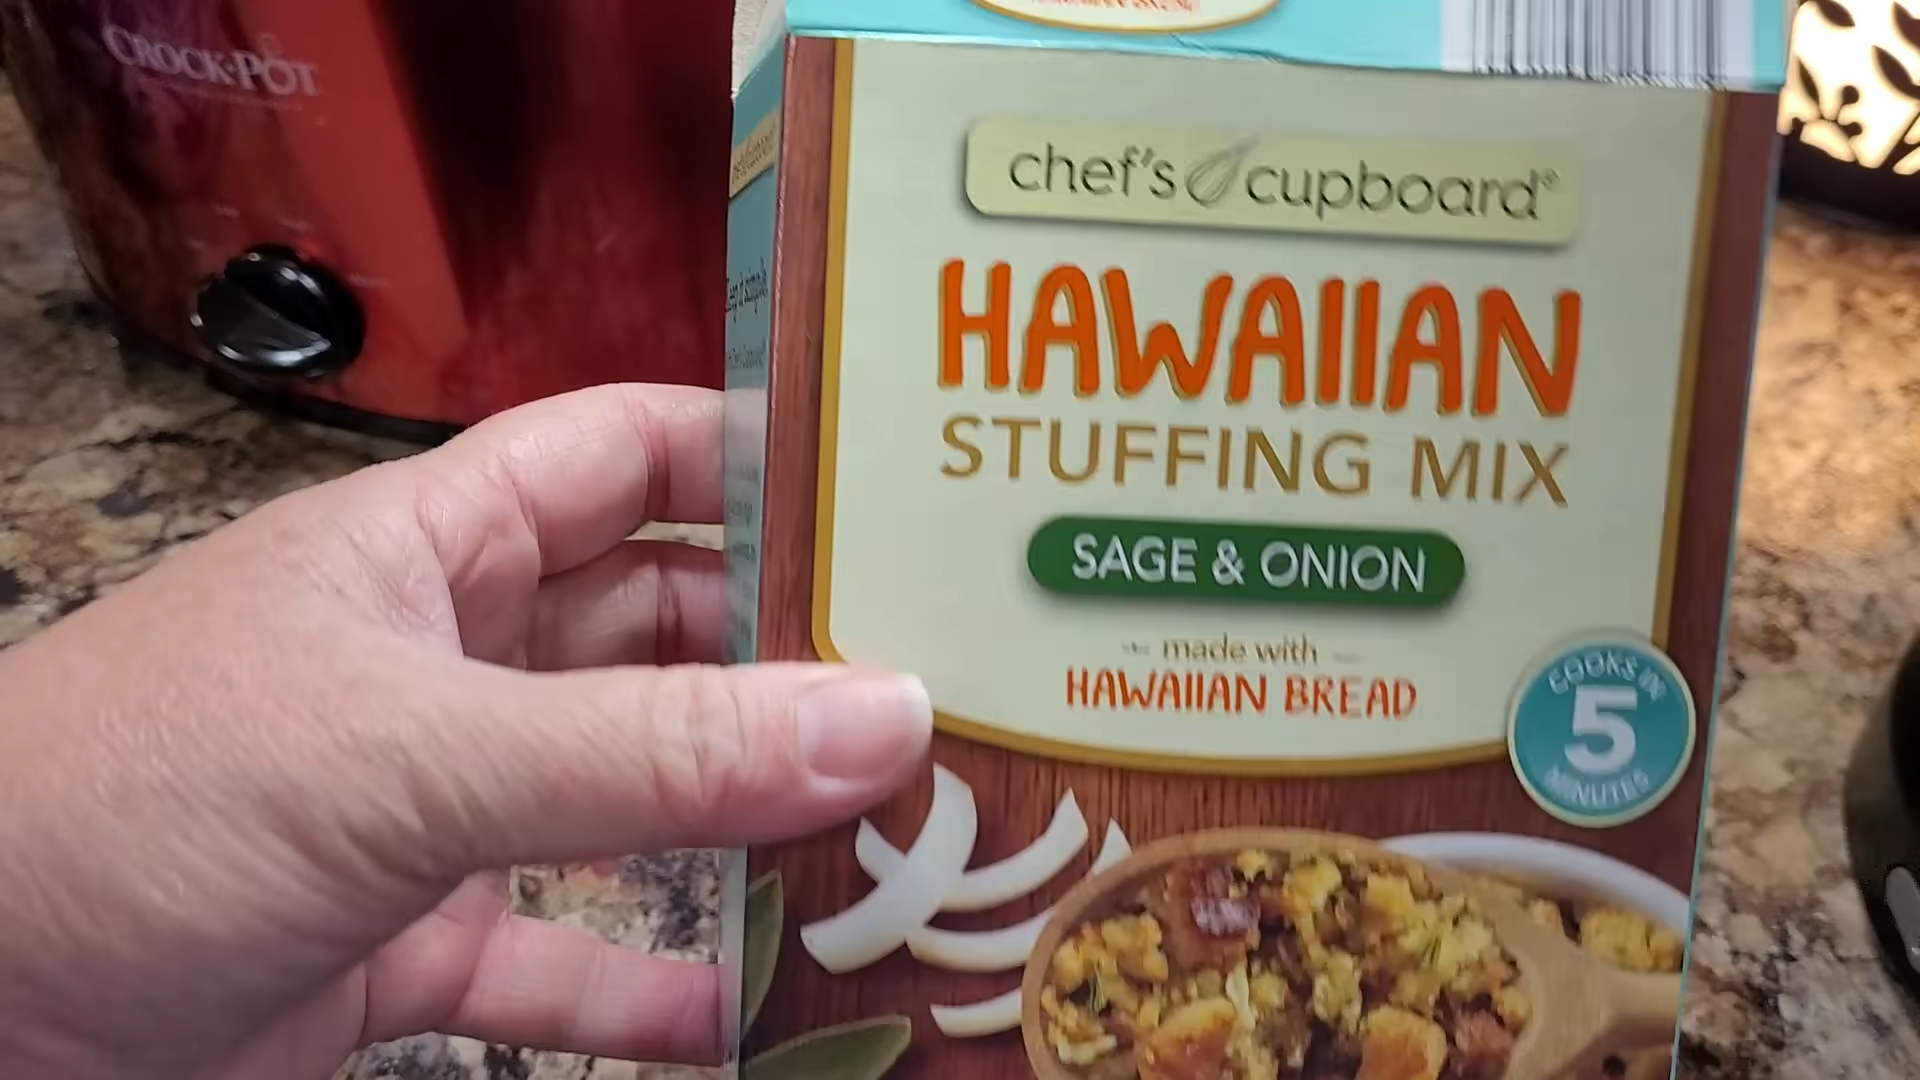 CROCK-POT
chef's cupboard®
HAWAIIAN
STUFFING MIX
SAGE & ONION
made with
HAWAIIAN BREAD
COOKS IN
5
MINUTES